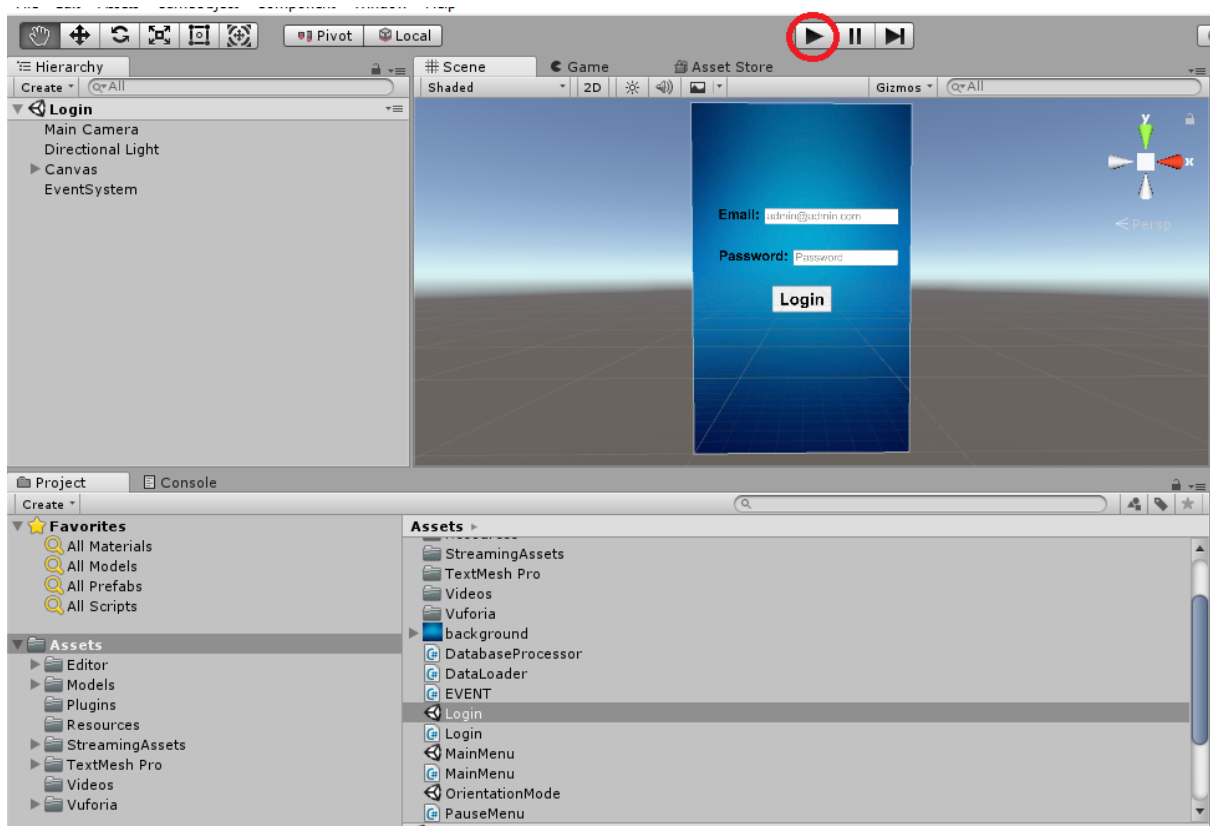 Pivot Local
Hierarchy
Create All
Login
Main Camera
Directional Light
Canvas
EventSystem
Scene Game Asset Store
Shaded 2D Gizmos All
y
x
Persp
Email: admin@admin.com
Password: Password
Login
Project Console
Create
Favorites
All Materials
All Models
All Prefabs
All Scripts
Assets
Editor
Models
Plugins
Resources
StreamingAssets
TextMesh Pro
Videos
Vuforia
Assets
StreamingAssets
TextMesh Pro
Videos
Vuforia
background
DatabaseProcessor
DataLoader
EVENT
Login
Login
MainMenu
MainMenu
OrientationMode
PauseMenu